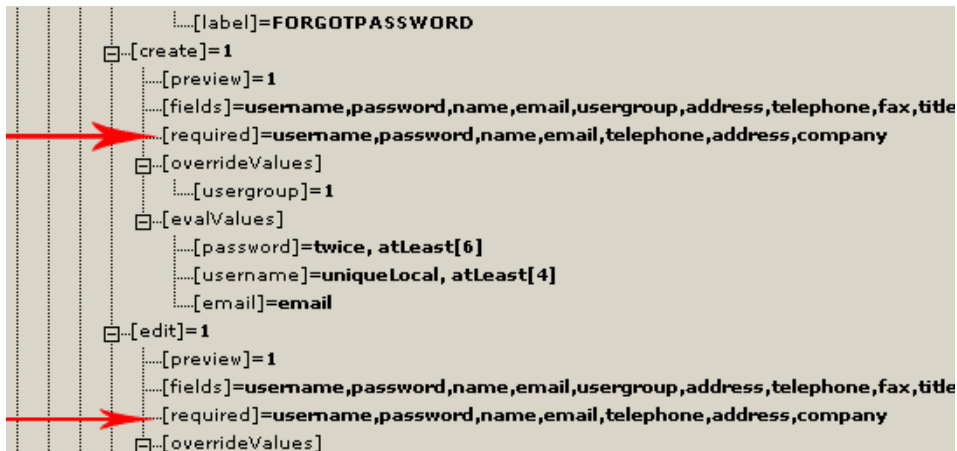 [label]=FORGOTPASSWORD
[create]=1
[preview]=1
[fields]=username,password,name,email,usergroup,address,telephone,fax,title
[required]=username,password,name,email,telephone,address,company
[overrideValues]
[usergroup]=1
[evalValues]
[password]=twice, atLeast[6]
[username]=uniqueLocal, atLeast[4]
[email]=email
[edit]=1
[preview]=1
[fields]=username,password,name,email,usergroup,address,telephone,fax,title
[required]=username,password,name,email,telephone,address,company
[overrideValues]